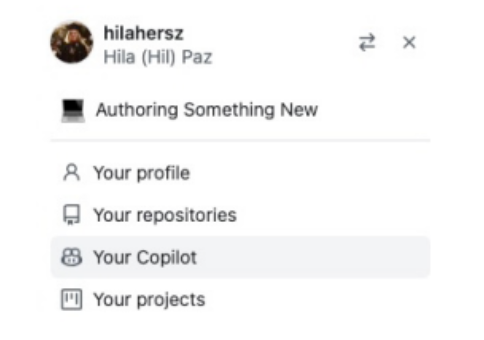 hilahersz
Hila (Hil) Paz
Authoring Something New
Your profile
Your repositories
Your Copilot
Your projects